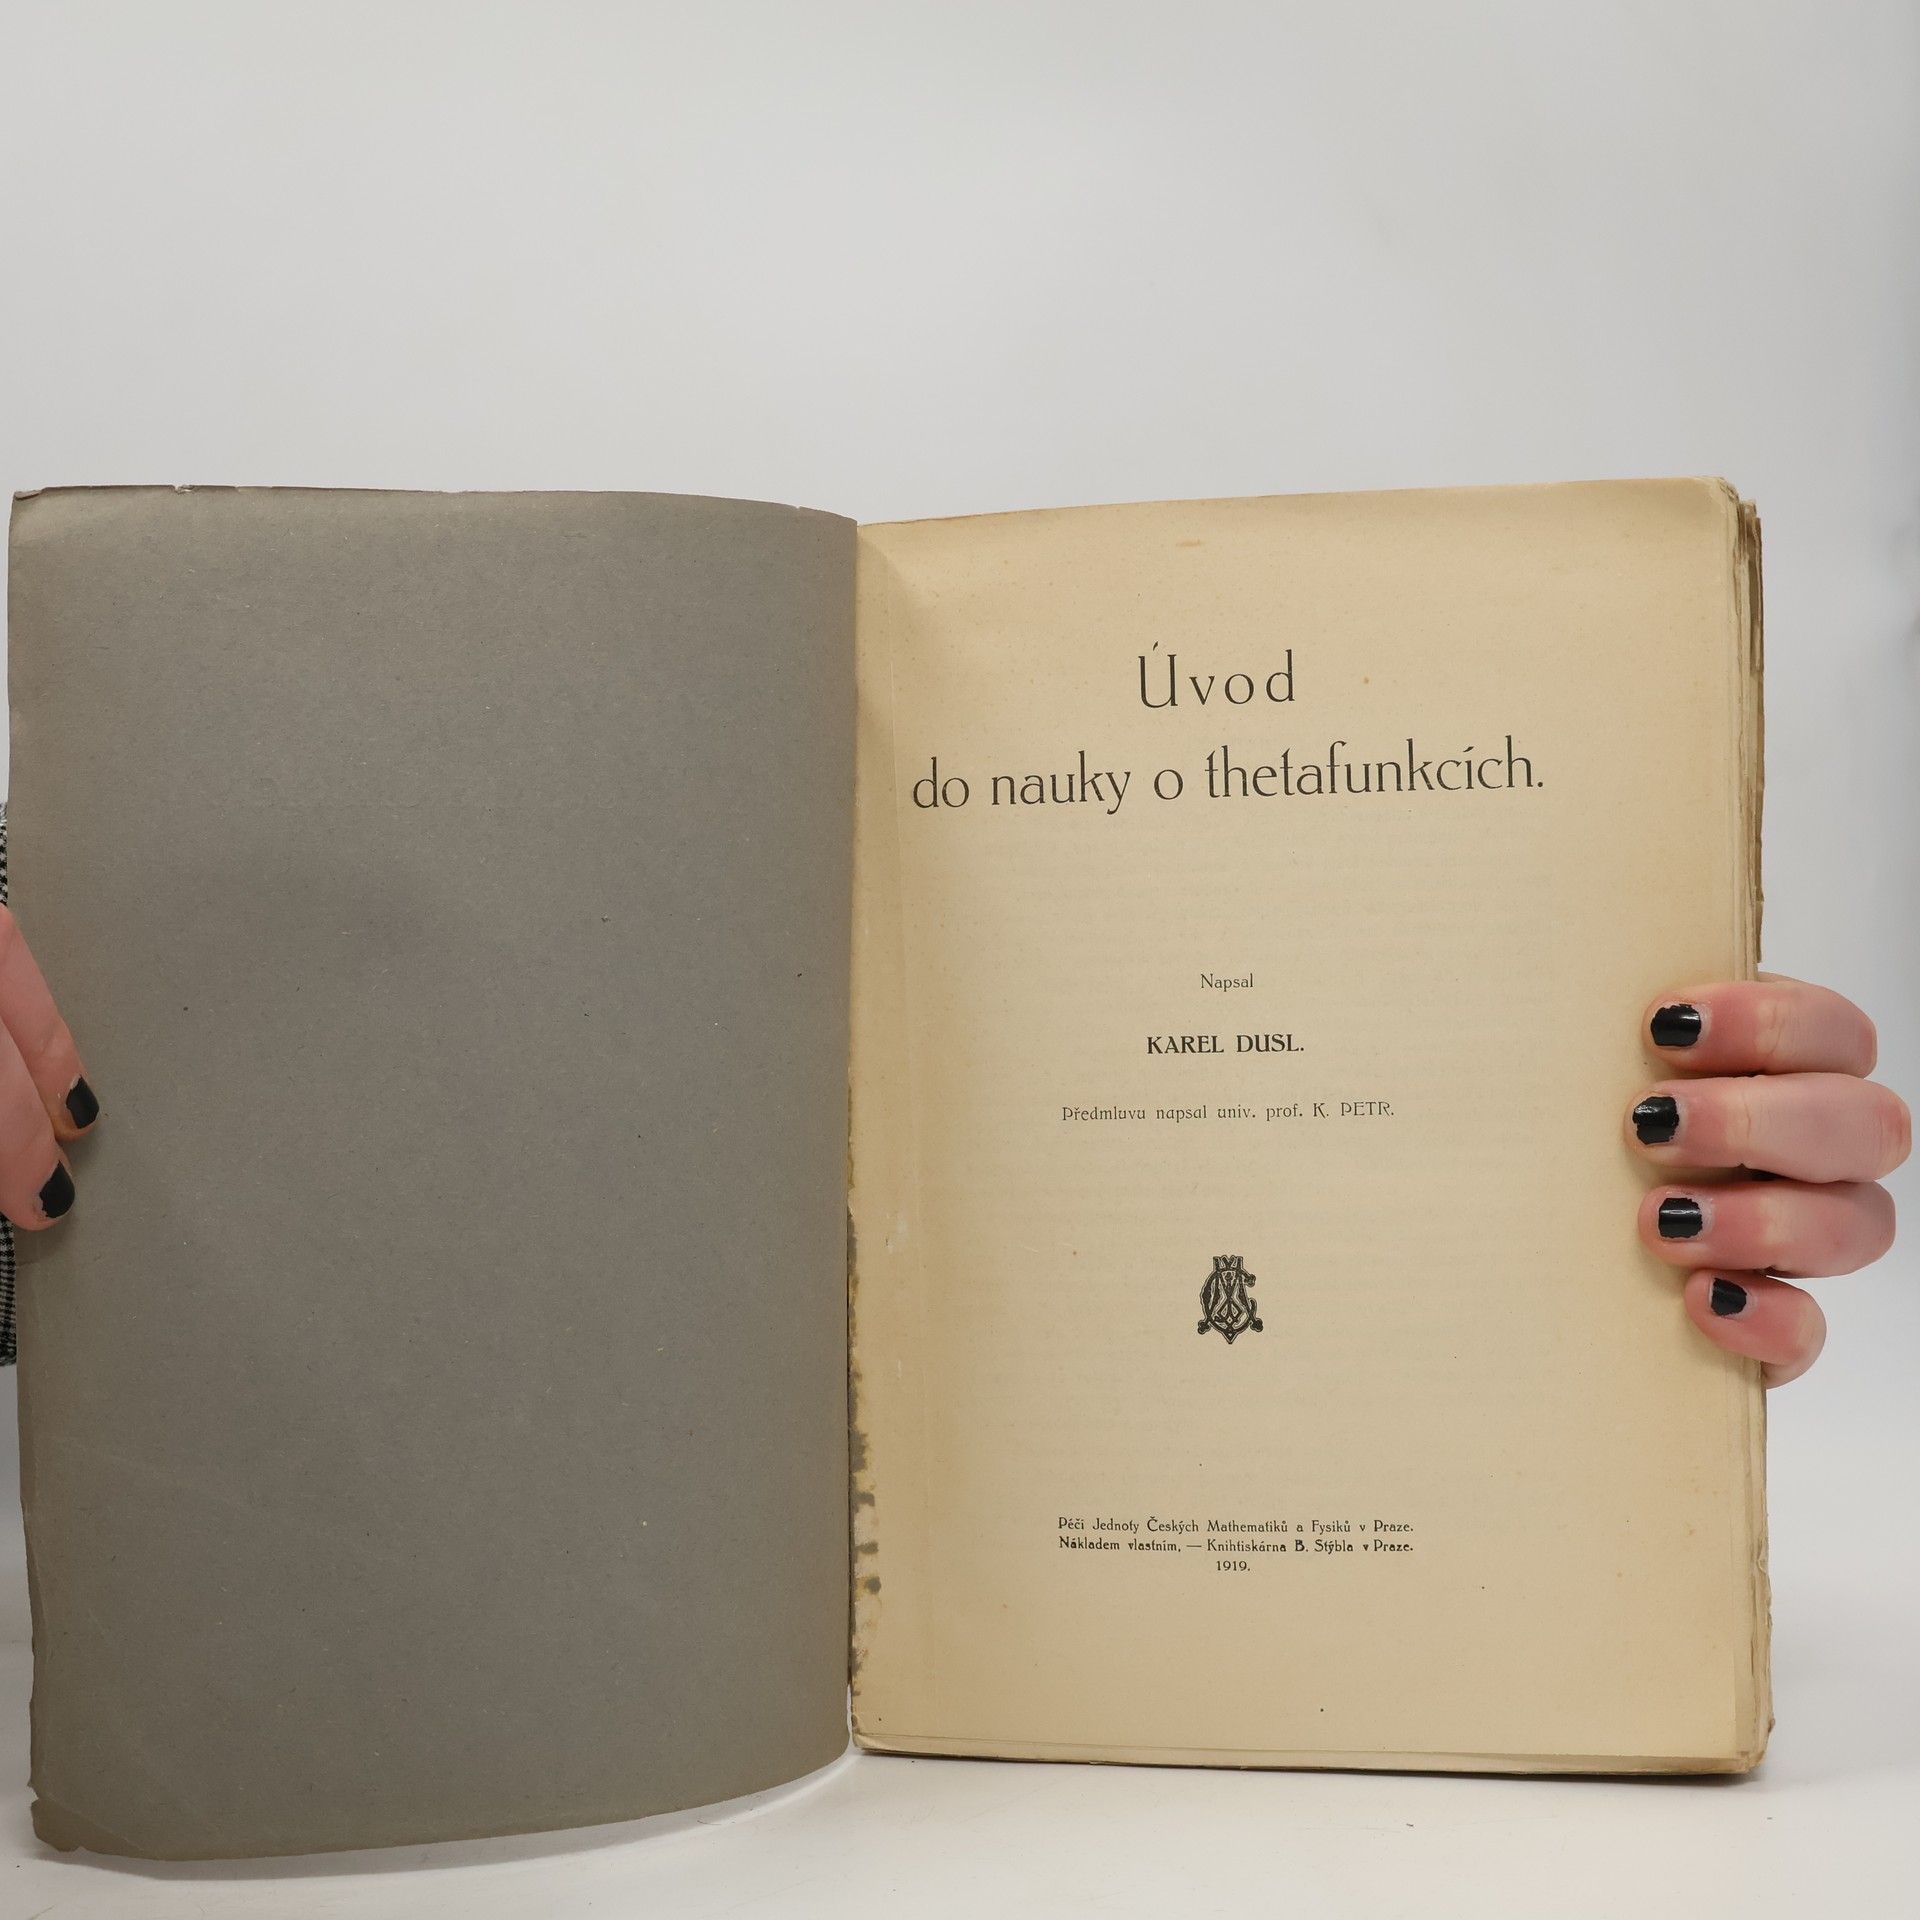 Úvod
do nauky o thetafunkcích.
Napsal
KAREL DUSL.
Předmluvu napsal univ. prof. K. PETR.
Péčí Jednoty Českých Mathematiků a Fysiků v Praze.
Nákladem vlastním, — Knihtiskárna B. Stýbla v Praze.
1919.